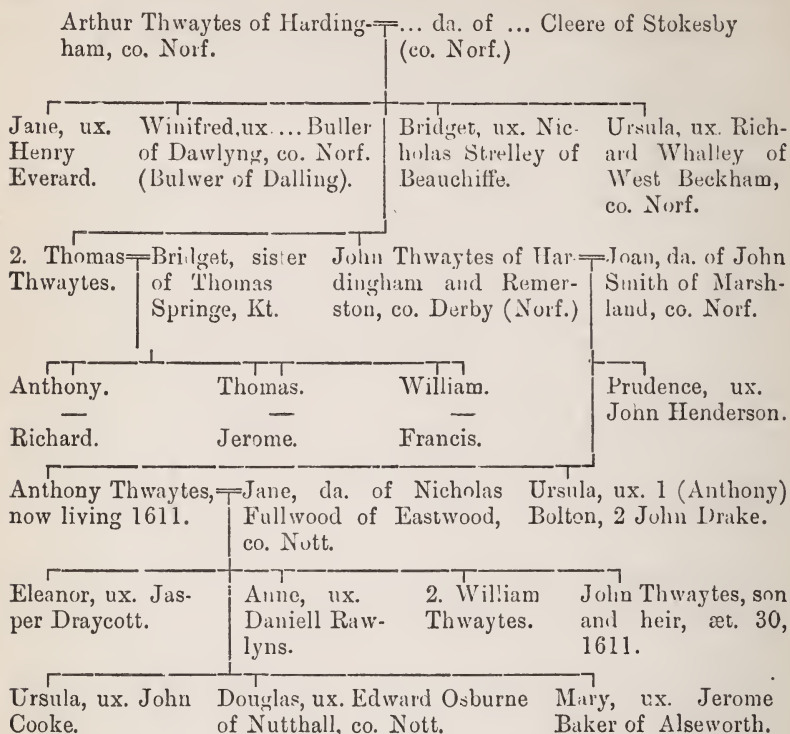 Arthur Thwaytes of Harding-
ham, co. Norf.
... da. of ... Cleere of Stokesby
(co. Norf.)
Jane, ux.
Henry
Everard.
Winifred, ux. ... Buller
of Dawlyng, co. Norf.
(Bulwer of Dalling).
Bridget, ux. Nic-
holas Strelley of
Beauchiffe.
Ursula, ux. Rich-
ard Whalley of
West Beckham,
co. Norf.
2. Thomas
Thwaytes.
Bridget, sister
of Thomas
Springe, Kt.
John Thwaytes of Har-
dingham and Remer-
ston, co. Derby (Norf.)
Joan, da. of John
Smith of Marsh-
land, co. Norf.
Anthony.
Richard.
Thomas.
Jerome.
William.
Francis.
Prudence, ux.
John Henderson.
Anthony Thwaytes,
now living 1611.
Jane, da. of Nicholas
Fullwood of Eastwood,
co. Nott.
Ursula, ux. 1 (Anthony)
Bolton, 2 John Drake.
Eleanor, ux. Jas-
per Draycott.
Anne, ux.
Daniell Raw-
lyns.
2. William
Thwaytes.
John Thwaytes, son
and heir, æt. 30,
1611.
Ursula, ux. John
Cooke.
Douglas, ux. Edward Osburne
of Nutthall, co. Nott.
Mary, ux. Jerome
Baker of Alseworth.